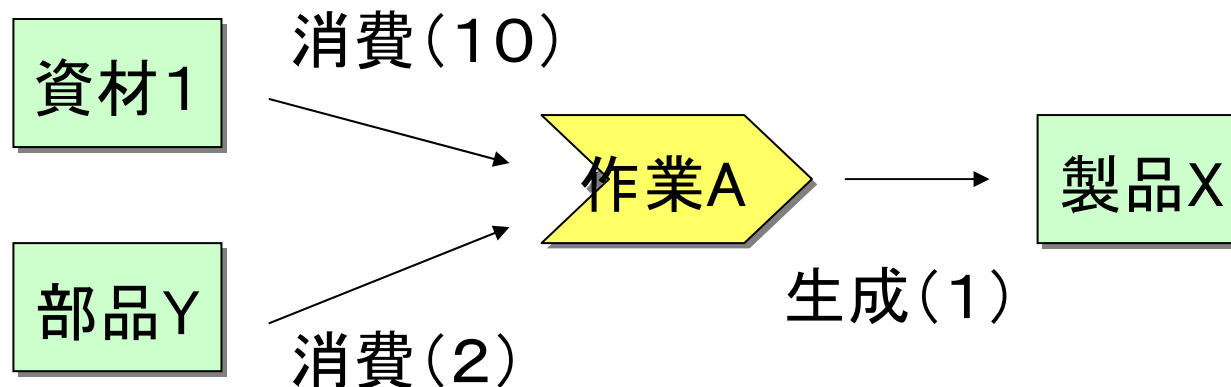 消費(10)
資材1
作業A
製品X
生成(1)
部品Y
消費(2)